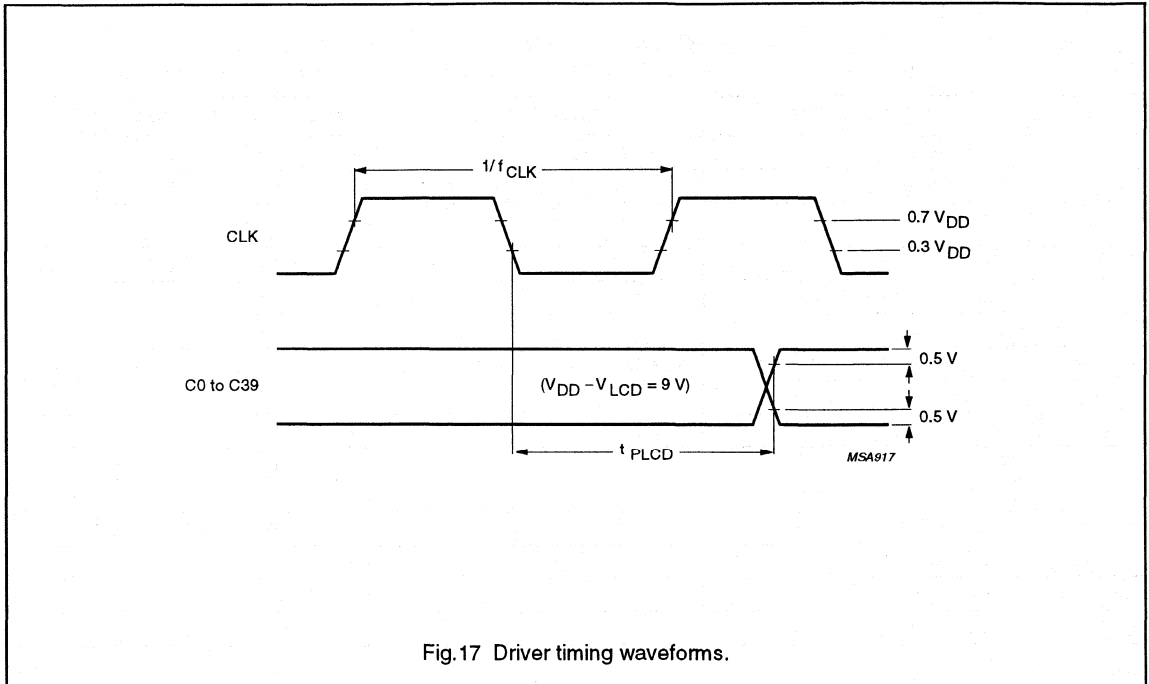 1/fCLK
CLK
0.7 VDD
0.3 VDD
C0 to C39
(VDD – VLCD = 9 V)
0.5 V
0.5 V
tPLCD
MSA917
Fig.17 Driver timing waveforms.